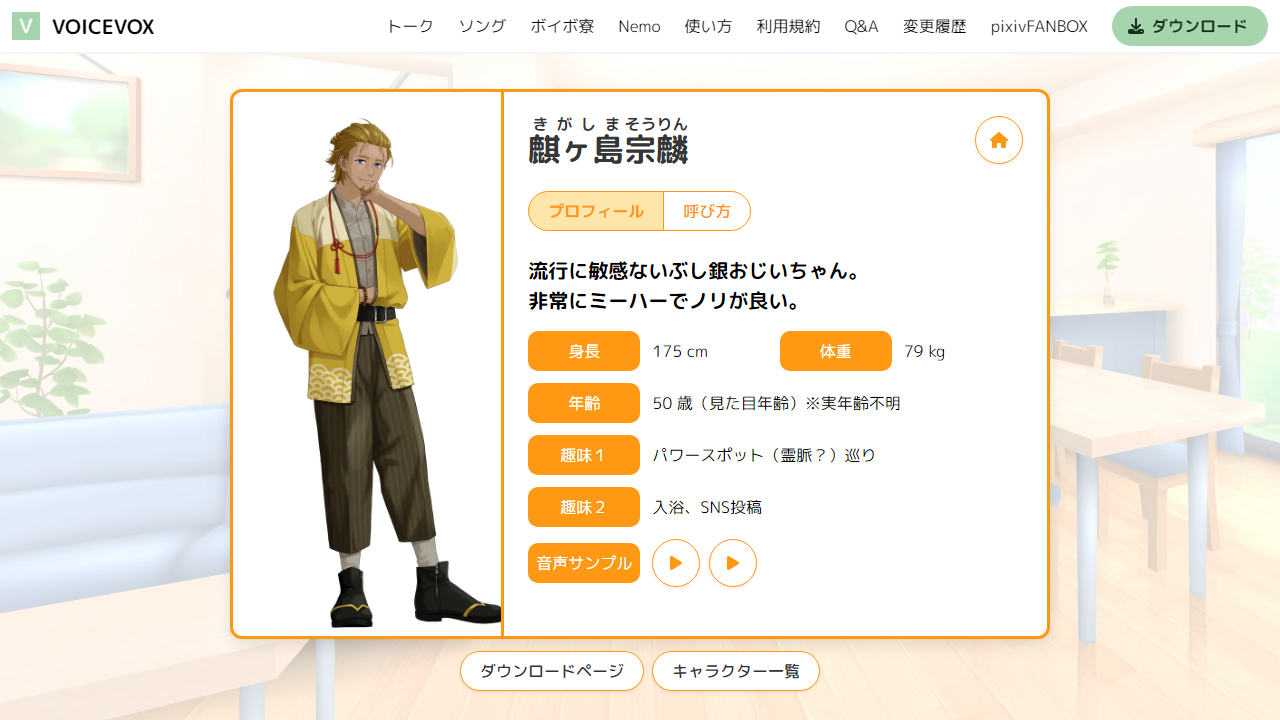 V VOICEVOX トーク ソング ボイボ寮 Nemo 使い方 利用規約 Q&A 変更履歴 pixivFANBOX ダウンロード
きがしまそうりん
麒ヶ島宗麟
プロフィール 呼び方
流行に敏感ないぶし銀おじいちゃん。
非常にミーハーでノリが良い。
身長 175 cm 体重 79 kg
年齢 50 歳（見た目年齢）※実年齢不明
趣味１ パワースポット（霊脈？）巡り
趣味２ 入浴、SNS投稿
音声サンプル
ダウンロードページ キャラクター一覧